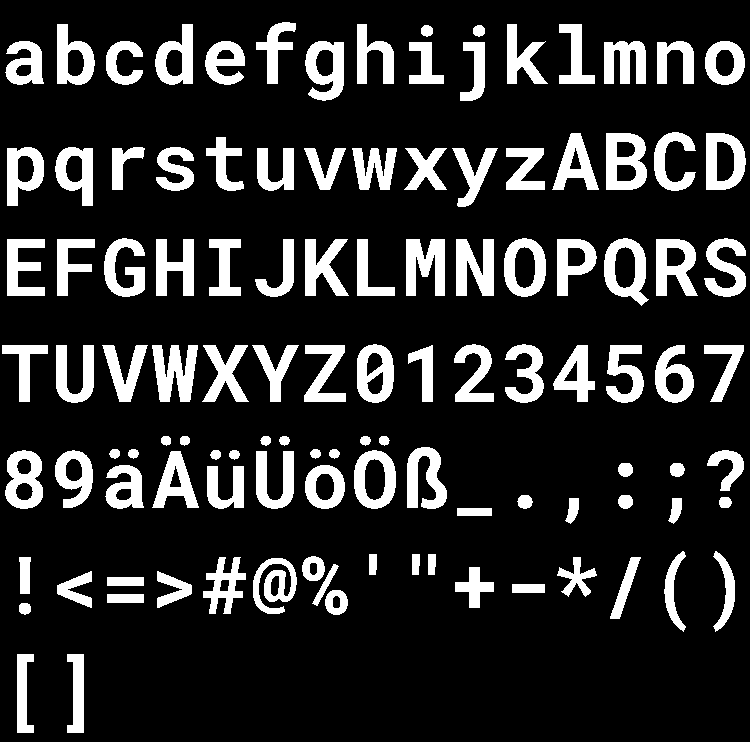 abcdefghijklmno
pqrstuvwxyzABCD
EFGHIJKLMNOPQRS
TUVWXYZ01234567
89äÄüÜöÖß_.,:;?
!<=>#@%'"+-*/()
[]